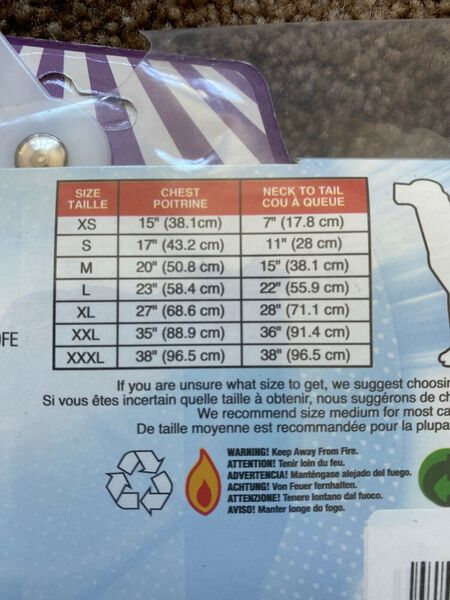 SIZE CHEST NECK TO TAIL
TAILLE POITRINE COU À QUEUE
XS 15" (38.1cm) 7" (17.8 cm)
S 17" (43.2 cm) 11" (28 cm)
M 20" (50.8 cm) 15" (38.1 cm)
L 23" (58.4 cm) 22" (55.9 cm)
XL 27" (68.6 cm) 28" (71.1 cm)
XXL 35" (88.9 cm) 36" (91.4 cm)
XXXL 38" (96.5 cm) 38" (96.5 cm)
If you are unsure what size to get, we suggest
Si vous êtes incertain quelle taille à obtenir, nous suggérons de
We recommend size medium for most
De taille moyenne est recommandée pour la
WARNING! Keep Away From Fire.
ATTENTION! Tenir loin du feu.
ADVERTENCIA! Manténgase alejado del fuego.
ACHTUNG! Von Feuer fernhalten.
ATTENZIONE! Tenere lontano dal fuoco.
AVISO! Manter longe do fogo.